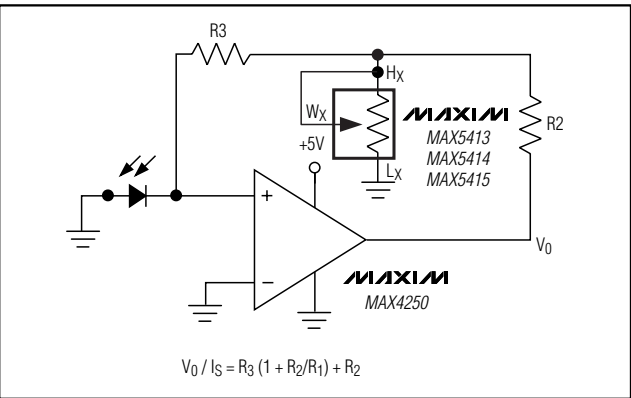 R3
HX
WX
MAXIM
MAX5413
MAX5414
MAX5415
R2
+5V
LX
+
−
V0
MAXIM
MAX4250
V0 / IS = R3 (1 + R2/R1) + R2